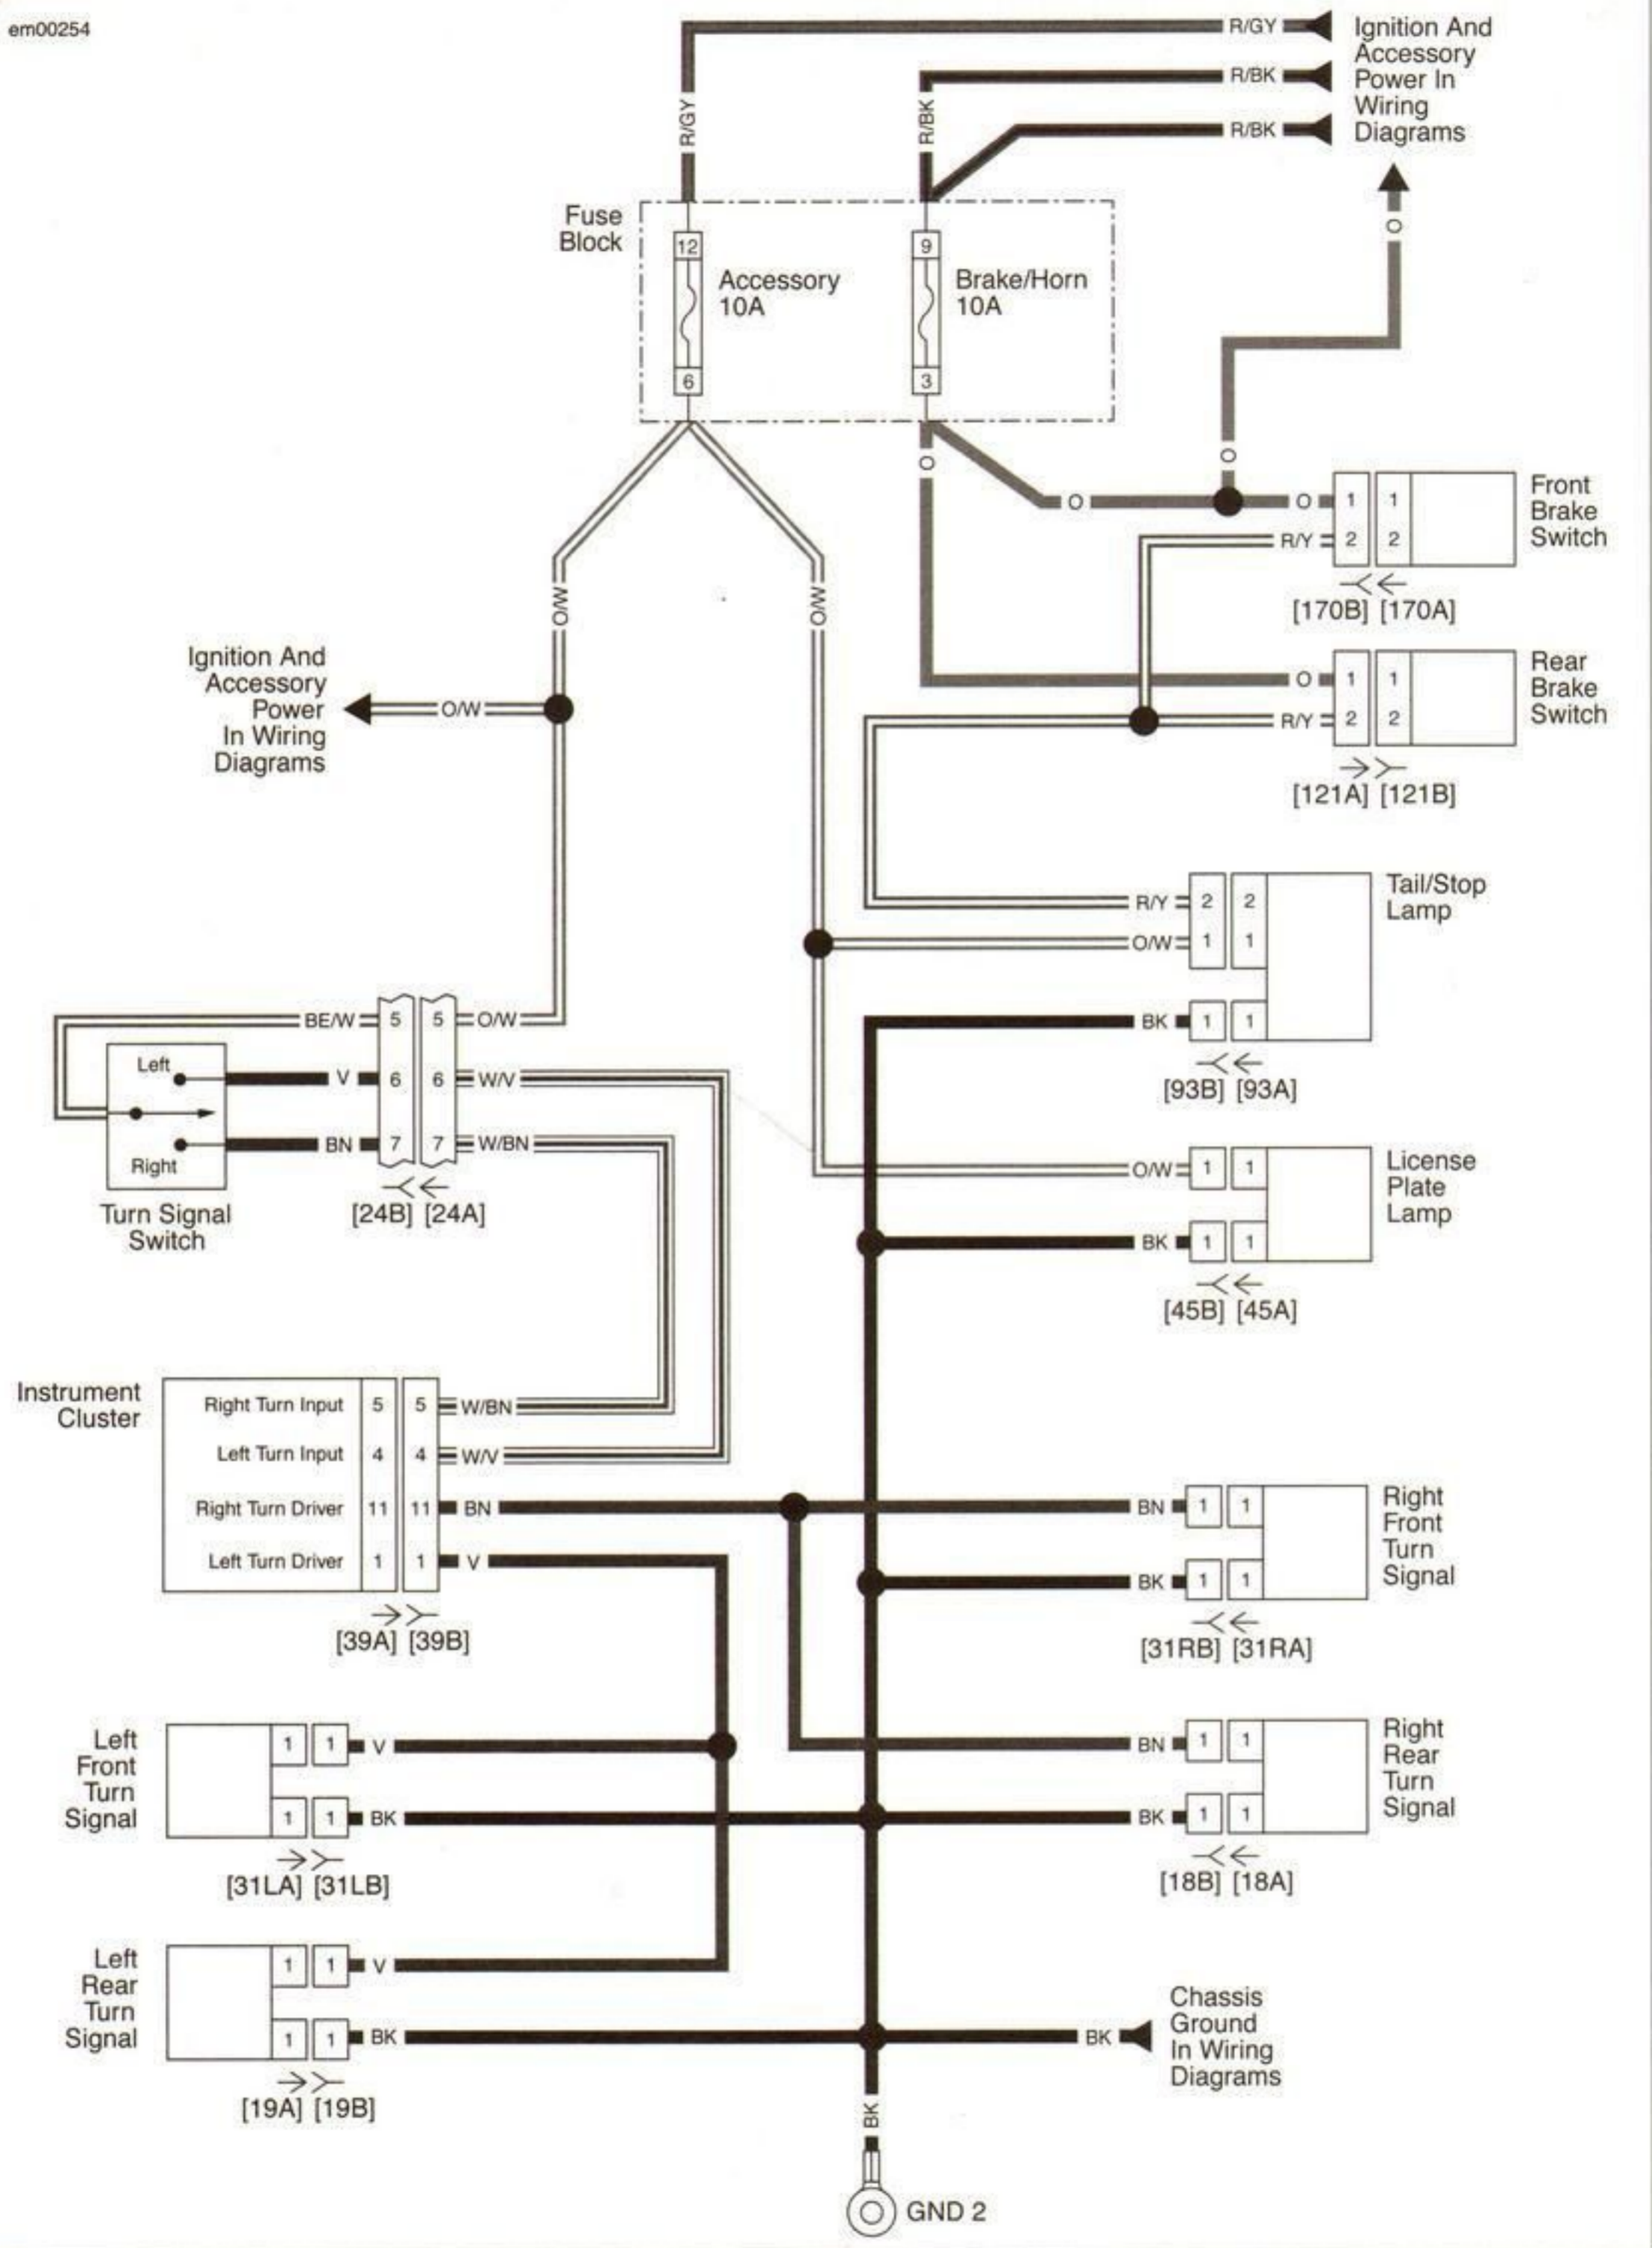 em00254
R/GY
Ignition And
Accessory
Power In
Wiring
Diagrams
R/BK
R/BK
R/GY
R/BK
O
Fuse
Block
12
Accessory
10A
6
9
Brake/Horn
10A
3
O
O
O
O
1
1
R/Y
2
2
Front
Brake
Switch
[170B] [170A]
O/W
O/W
Ignition And
Accessory
Power
In Wiring
Diagrams
O/W
O
1
1
R/Y
2
2
Rear
Brake
Switch
[121A] [121B]
R/Y
2
2
O/W
1
1
BK
1
1
Tail/Stop
Lamp
[93B] [93A]
BE/W
5
5
O/W
Left
V
6
6
W/V
BN
7
7
W/BN
Right
Turn Signal
Switch
[24B] [24A]
O/W
1
1
BK
1
1
License
Plate
Lamp
[45B] [45A]
Instrument
Cluster
Right Turn Input
5
5
W/BN
Left Turn Input
4
4
W/V
Right Turn Driver
11
11
BN
Left Turn Driver
1
1
V
[39A] [39B]
BN
1
1
BK
1
1
Right
Front
Turn
Signal
[31RB] [31RA]
Left
Front
Turn
Signal
1
1
V
1
1
BK
[31LA] [31LB]
BN
1
1
BK
1
1
Right
Rear
Turn
Signal
[18B] [18A]
Left
Rear
Turn
Signal
1
1
V
1
1
BK
[19A] [19B]
BK
Chassis
Ground
In Wiring
Diagrams
BK
GND 2